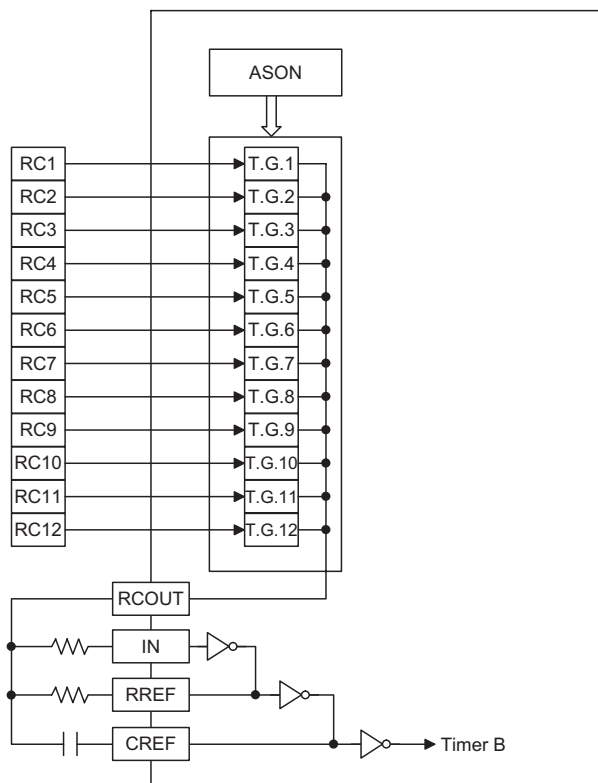 ASON
RC1 T.G.1
RC2 T.G.2
RC3 T.G.3
RC4 T.G.4
RC5 T.G.5
RC6 T.G.6
RC7 T.G.7
RC8 T.G.8
RC9 T.G.9
RC10 T.G.10
RC11 T.G.11
RC12 T.G.12
RCOUT
IN
RREF
CREF Timer B